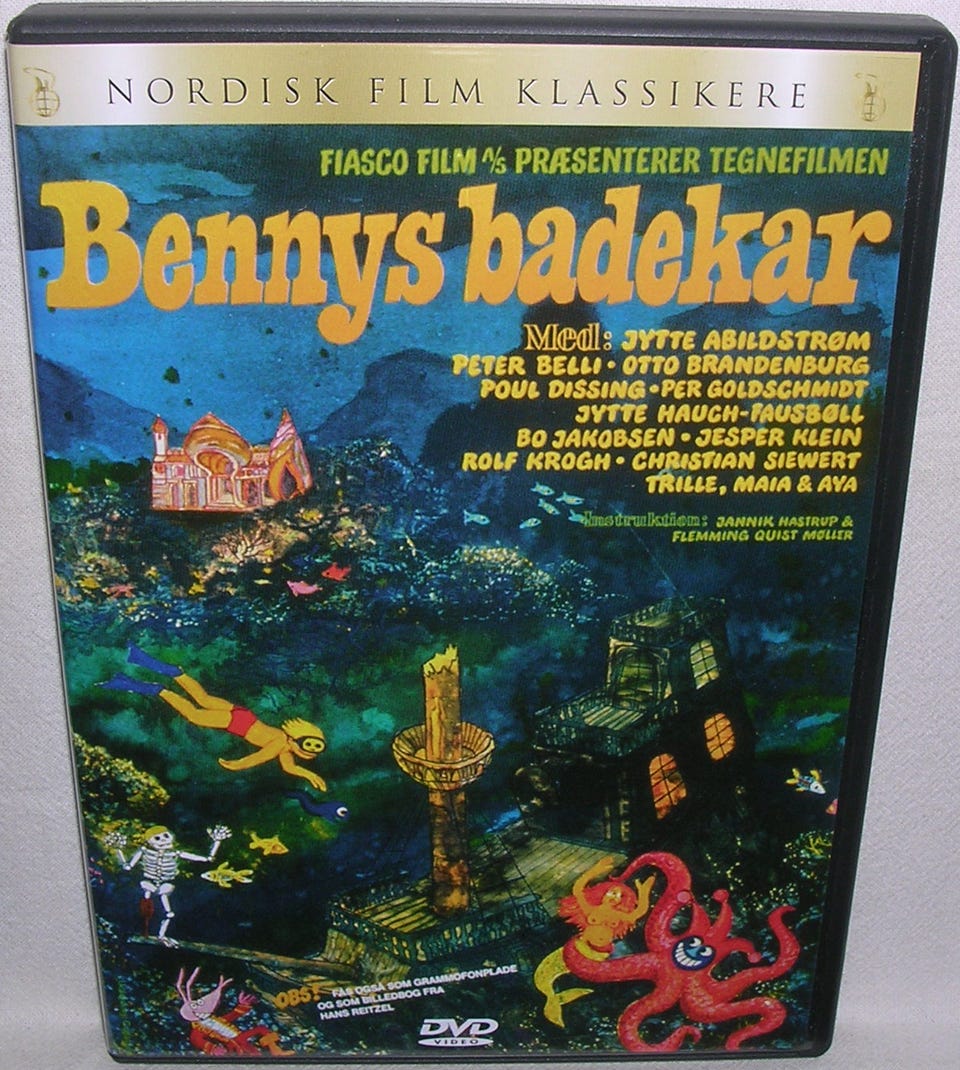 NORDISK FILM KLASSIKERE
FIASCO FILM A/S PRÆSENTERER TEGNEFILMEN
Bennys badekar
Med: JYTTE ABILDSTRØM
PETER BELLI • OTTO BRANDENBURG
POUL DISSING • PER GOLDSCHMIDT
JYTTE HAUCH-FAUSBØLL
BO JAKOBSEN • JESPER KLEIN
ROLF KROGH • CHRISTIAN SIEWERT
TRILLE, MAIA & AYA
Instruktion: JANNIK HASTRUP &
FLEMMING QUIST MØLLER
OBS! FÅS OGSÅ SOM GRAMMOFONPLADE
OG SOM BILLEDBOG FRA
HANS REITZEL
DVD
VIDEO